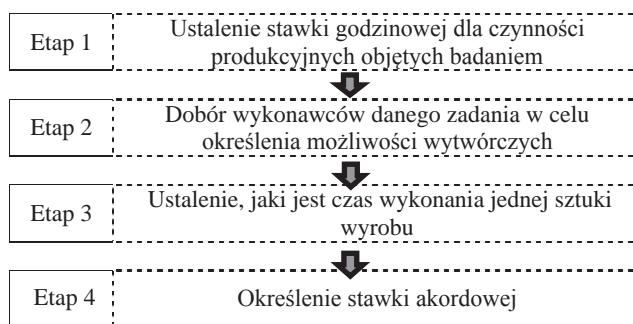 Etap 1
Ustalenie stawki godzinowej dla czynności
produkcyjnych objętych badaniem
Etap 2
Dobór wykonawców danego zadania w celu
określenia możliwości wytwórczych
Etap 3
Ustalenie, jaki jest czas wykonania jednej sztuki
wyrobu
Etap 4
Określenie stawki akordowej